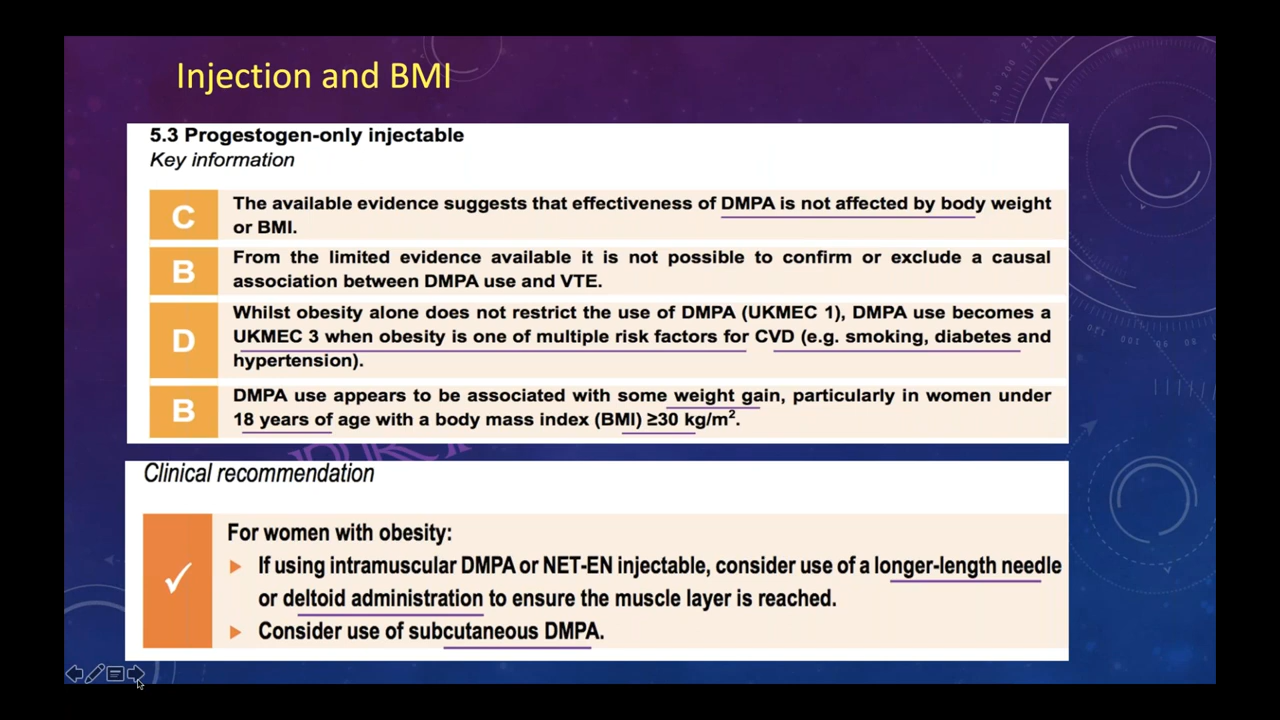 Injection and BMI
5.3 Progestogen-only injectable
Key information
C
The available evidence suggests that effectiveness of DMPA is not affected by body weight
or BMI.
B
From the limited evidence available it is not possible to confirm or exclude a causal
association between DMPA use and VTE.
D
Whilst obesity alone does not restrict the use of DMPA (UKMEC 1), DMPA use becomes a
UKMEC 3 when obesity is one of multiple risk factors for CVD (e.g. smoking, diabetes and
hypertension).
B
DMPA use appears to be associated with some weight gain, particularly in women under
18 years of age with a body mass index (BMI) ≥30 kg/m².
Clinical recommendation
For women with obesity:
If using intramuscular DMPA or NET-EN injectable, consider use of a longer-length needle
or deltoid administration to ensure the muscle layer is reached.
Consider use of subcutaneous DMPA.